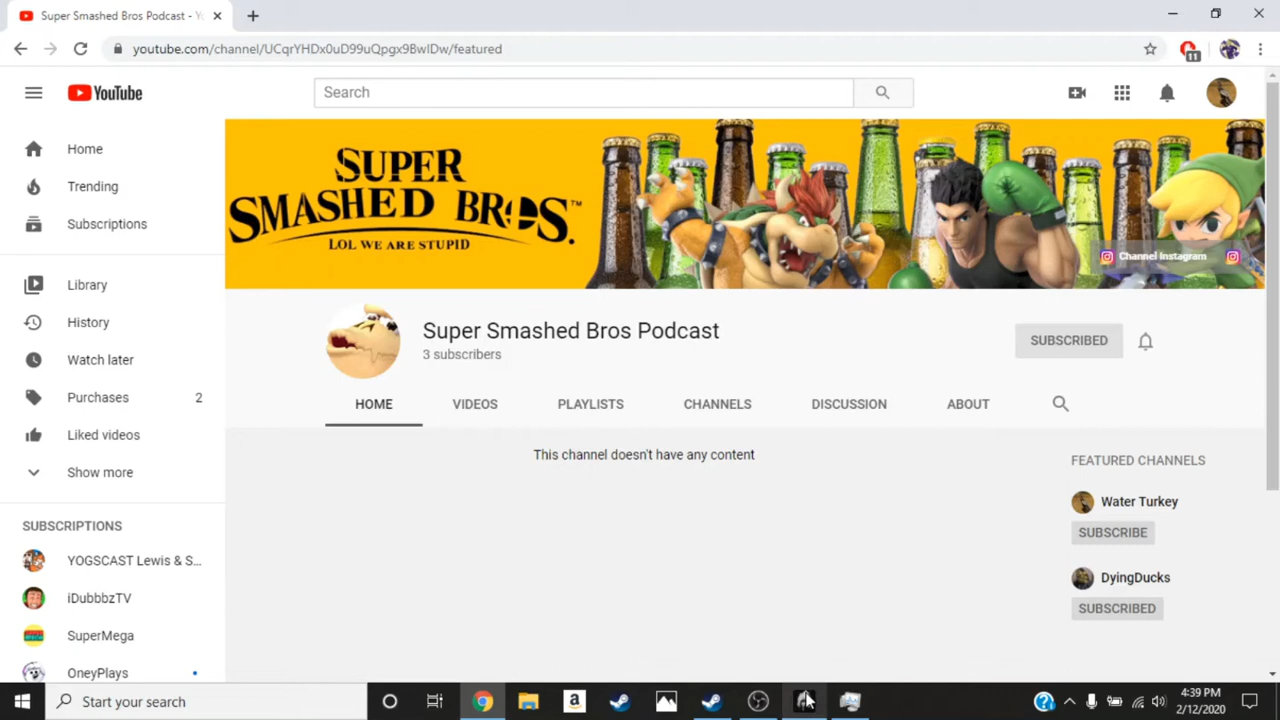 Super Smashed Bros Podcast - Yo
youtube.com/channel/UCqrYHDx0uD99uQpgx9BwIDw/featured
11
YouTube
Search
Home
Trending
Subscriptions
Library
History
Watch later
Purchases 2
Liked videos
Show more
SUBSCRIPTIONS
YOGSCAST Lewis & S...
iDubbbzTV
SuperMega
OneyPlays
SUPER
SMASHED BROS.™
LOL WE ARE STUPID
Channel Instagram
Super Smashed Bros Podcast
3 subscribers
SUBSCRIBED
HOME VIDEOS PLAYLISTS CHANNELS DISCUSSION ABOUT
This channel doesn't have any content
FEATURED CHANNELS
Water Turkey
SUBSCRIBE
DyingDucks
SUBSCRIBED
Start your search
4:39 PM
2/12/2020